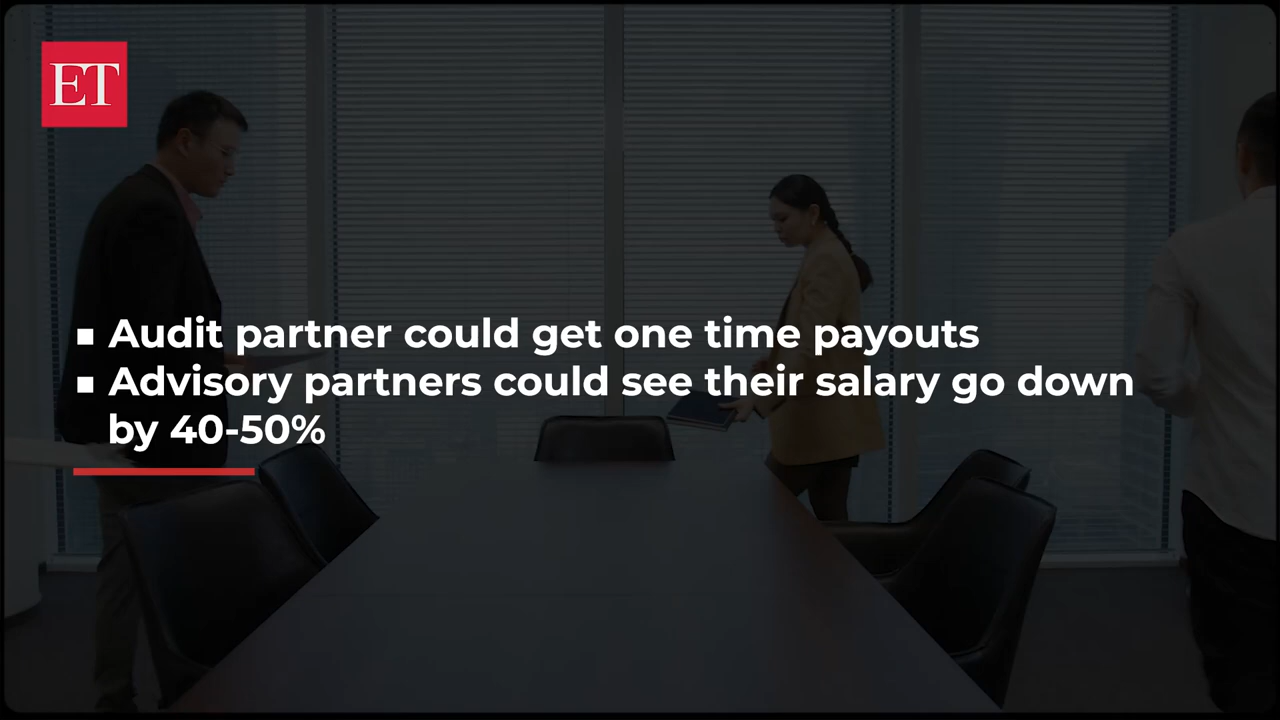 ET
▪ Audit partner could get one time payouts
▪ Advisory partners could see their salary go down
by 40-50%